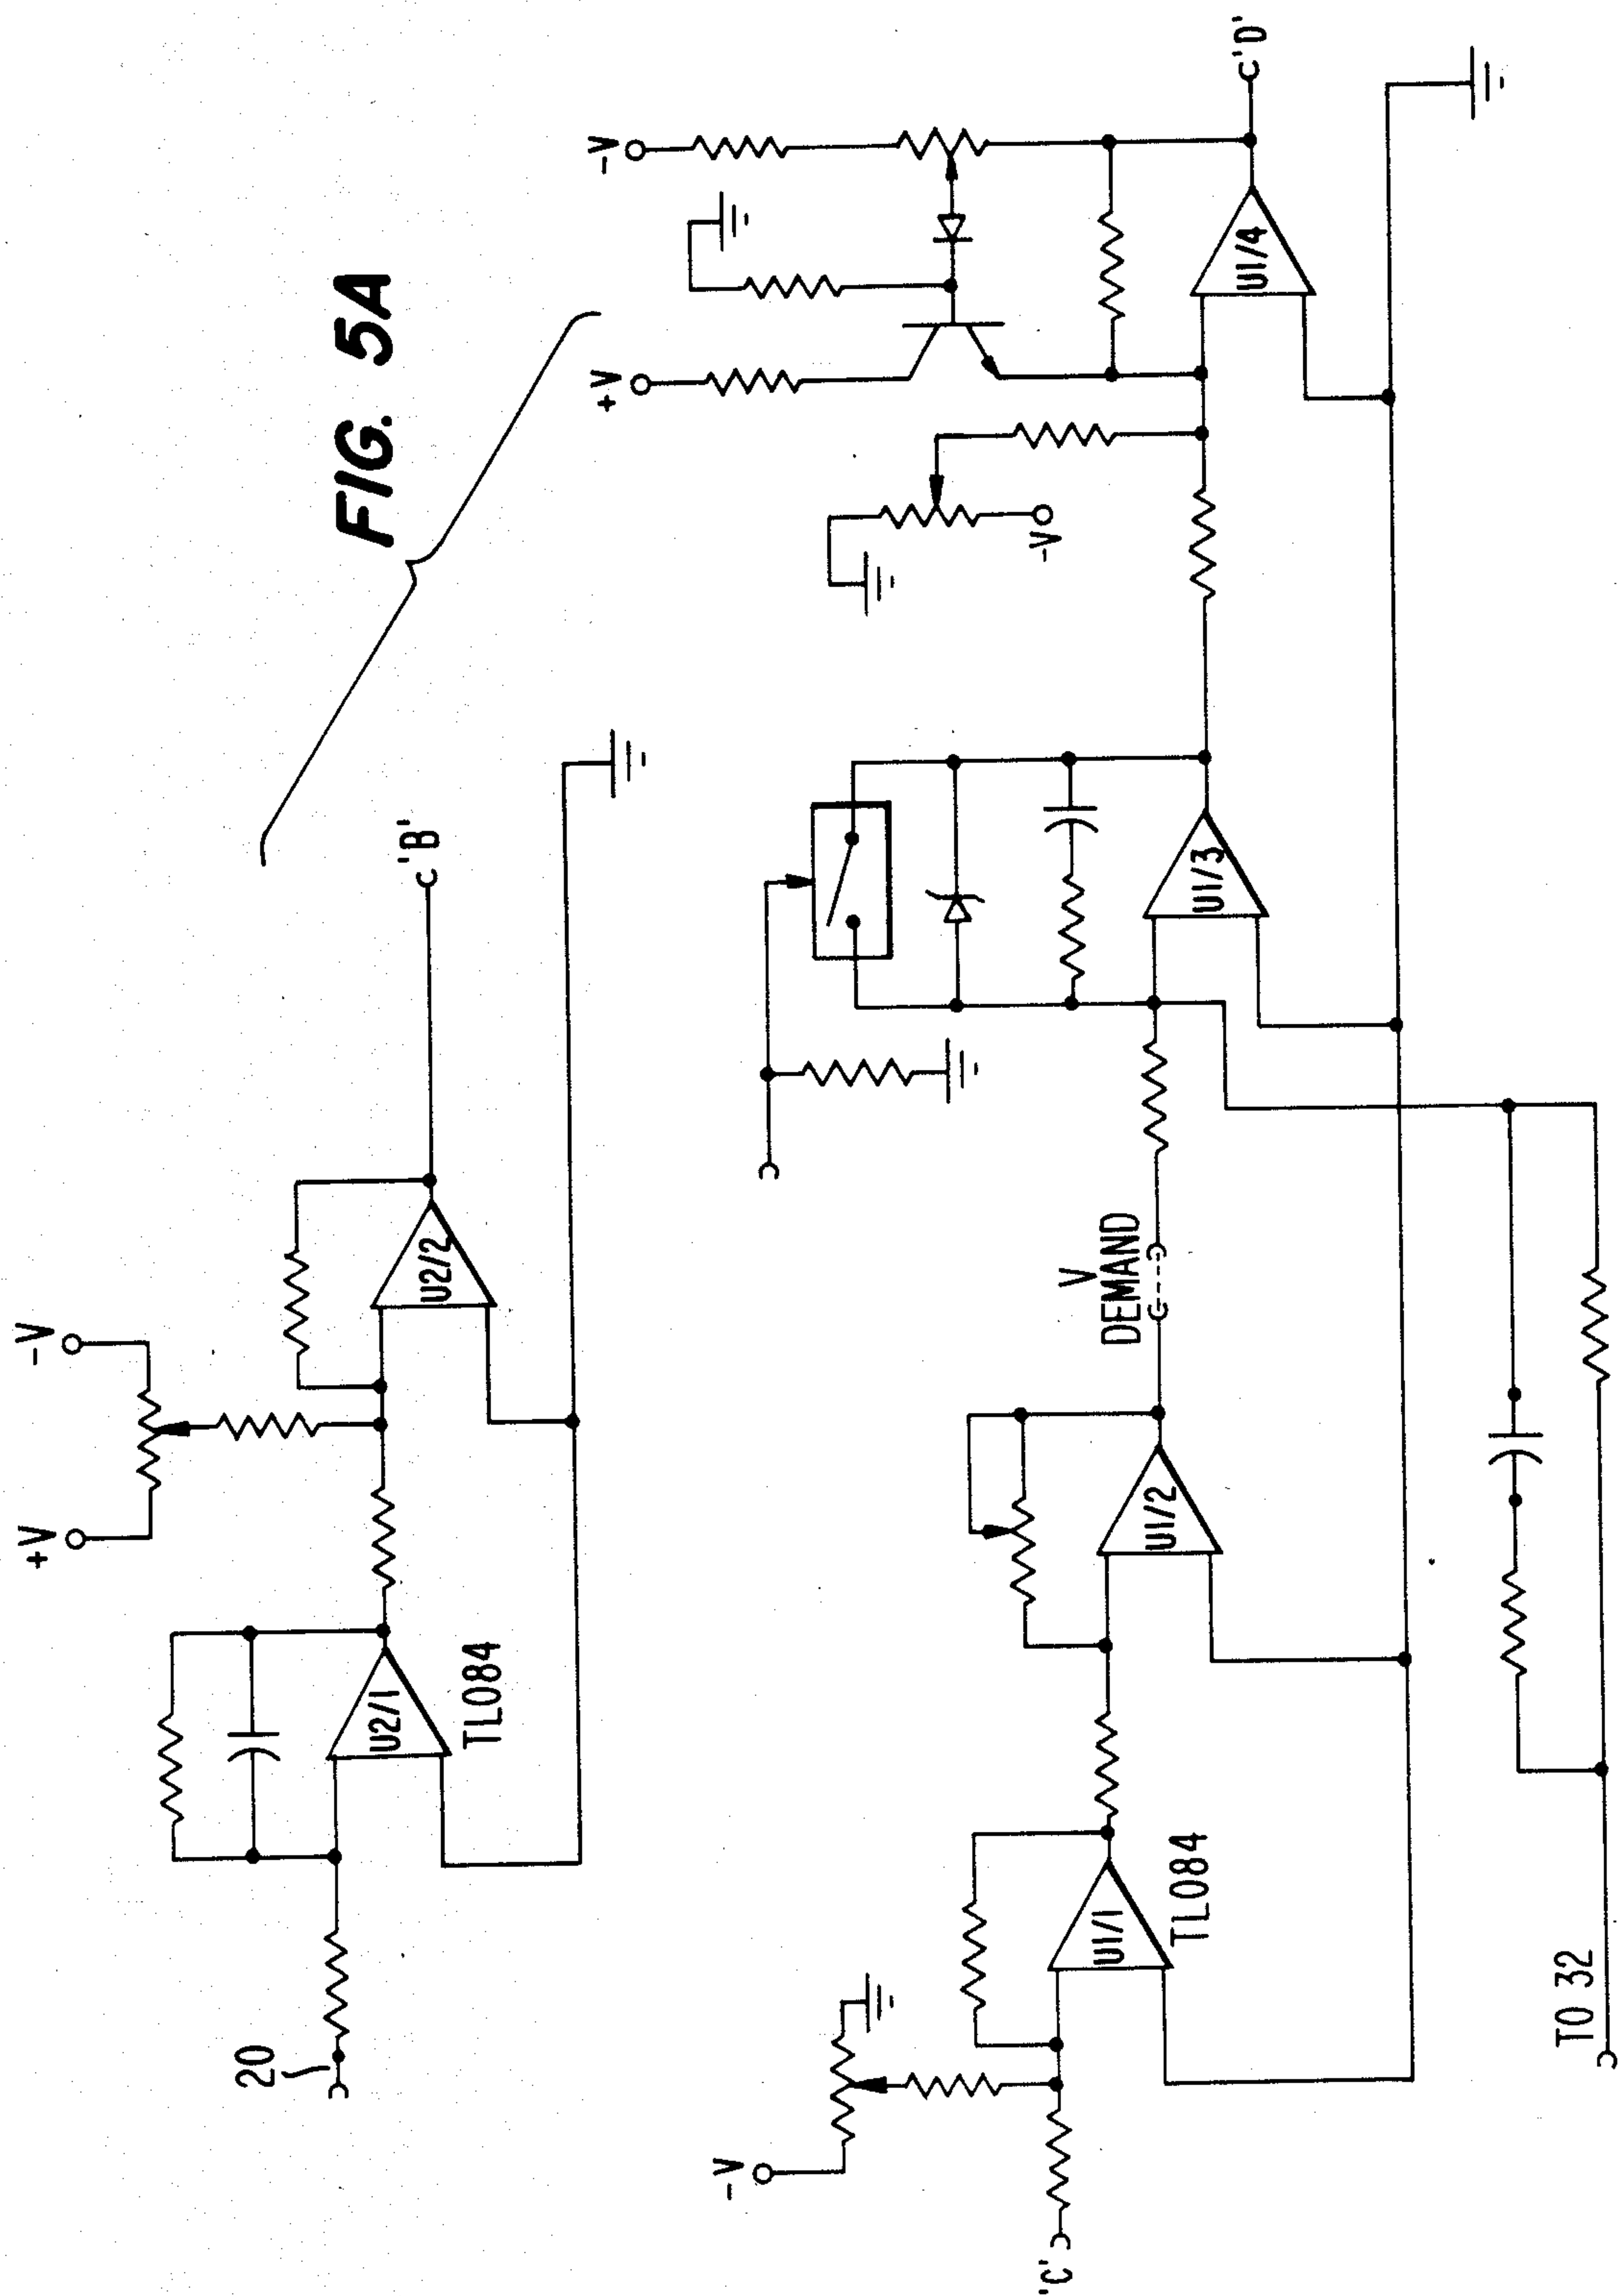 FIG. 5A
+V
-V
20
U2/1
TL084
U2/2
'B'
-V
'C'
U1/1
TL084
U1/2
V
DEMAND
U1/3
-V
+V
-V
U1/4
'D'
TO 32